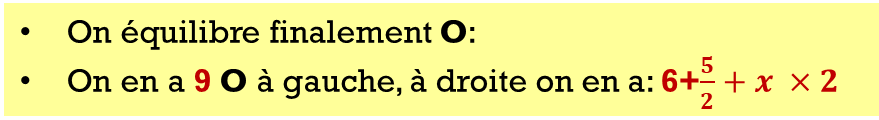 • On équilibre finalement O:
• On en a 9 O à gauche, à droite on en a: 6+5/2 + x × 2